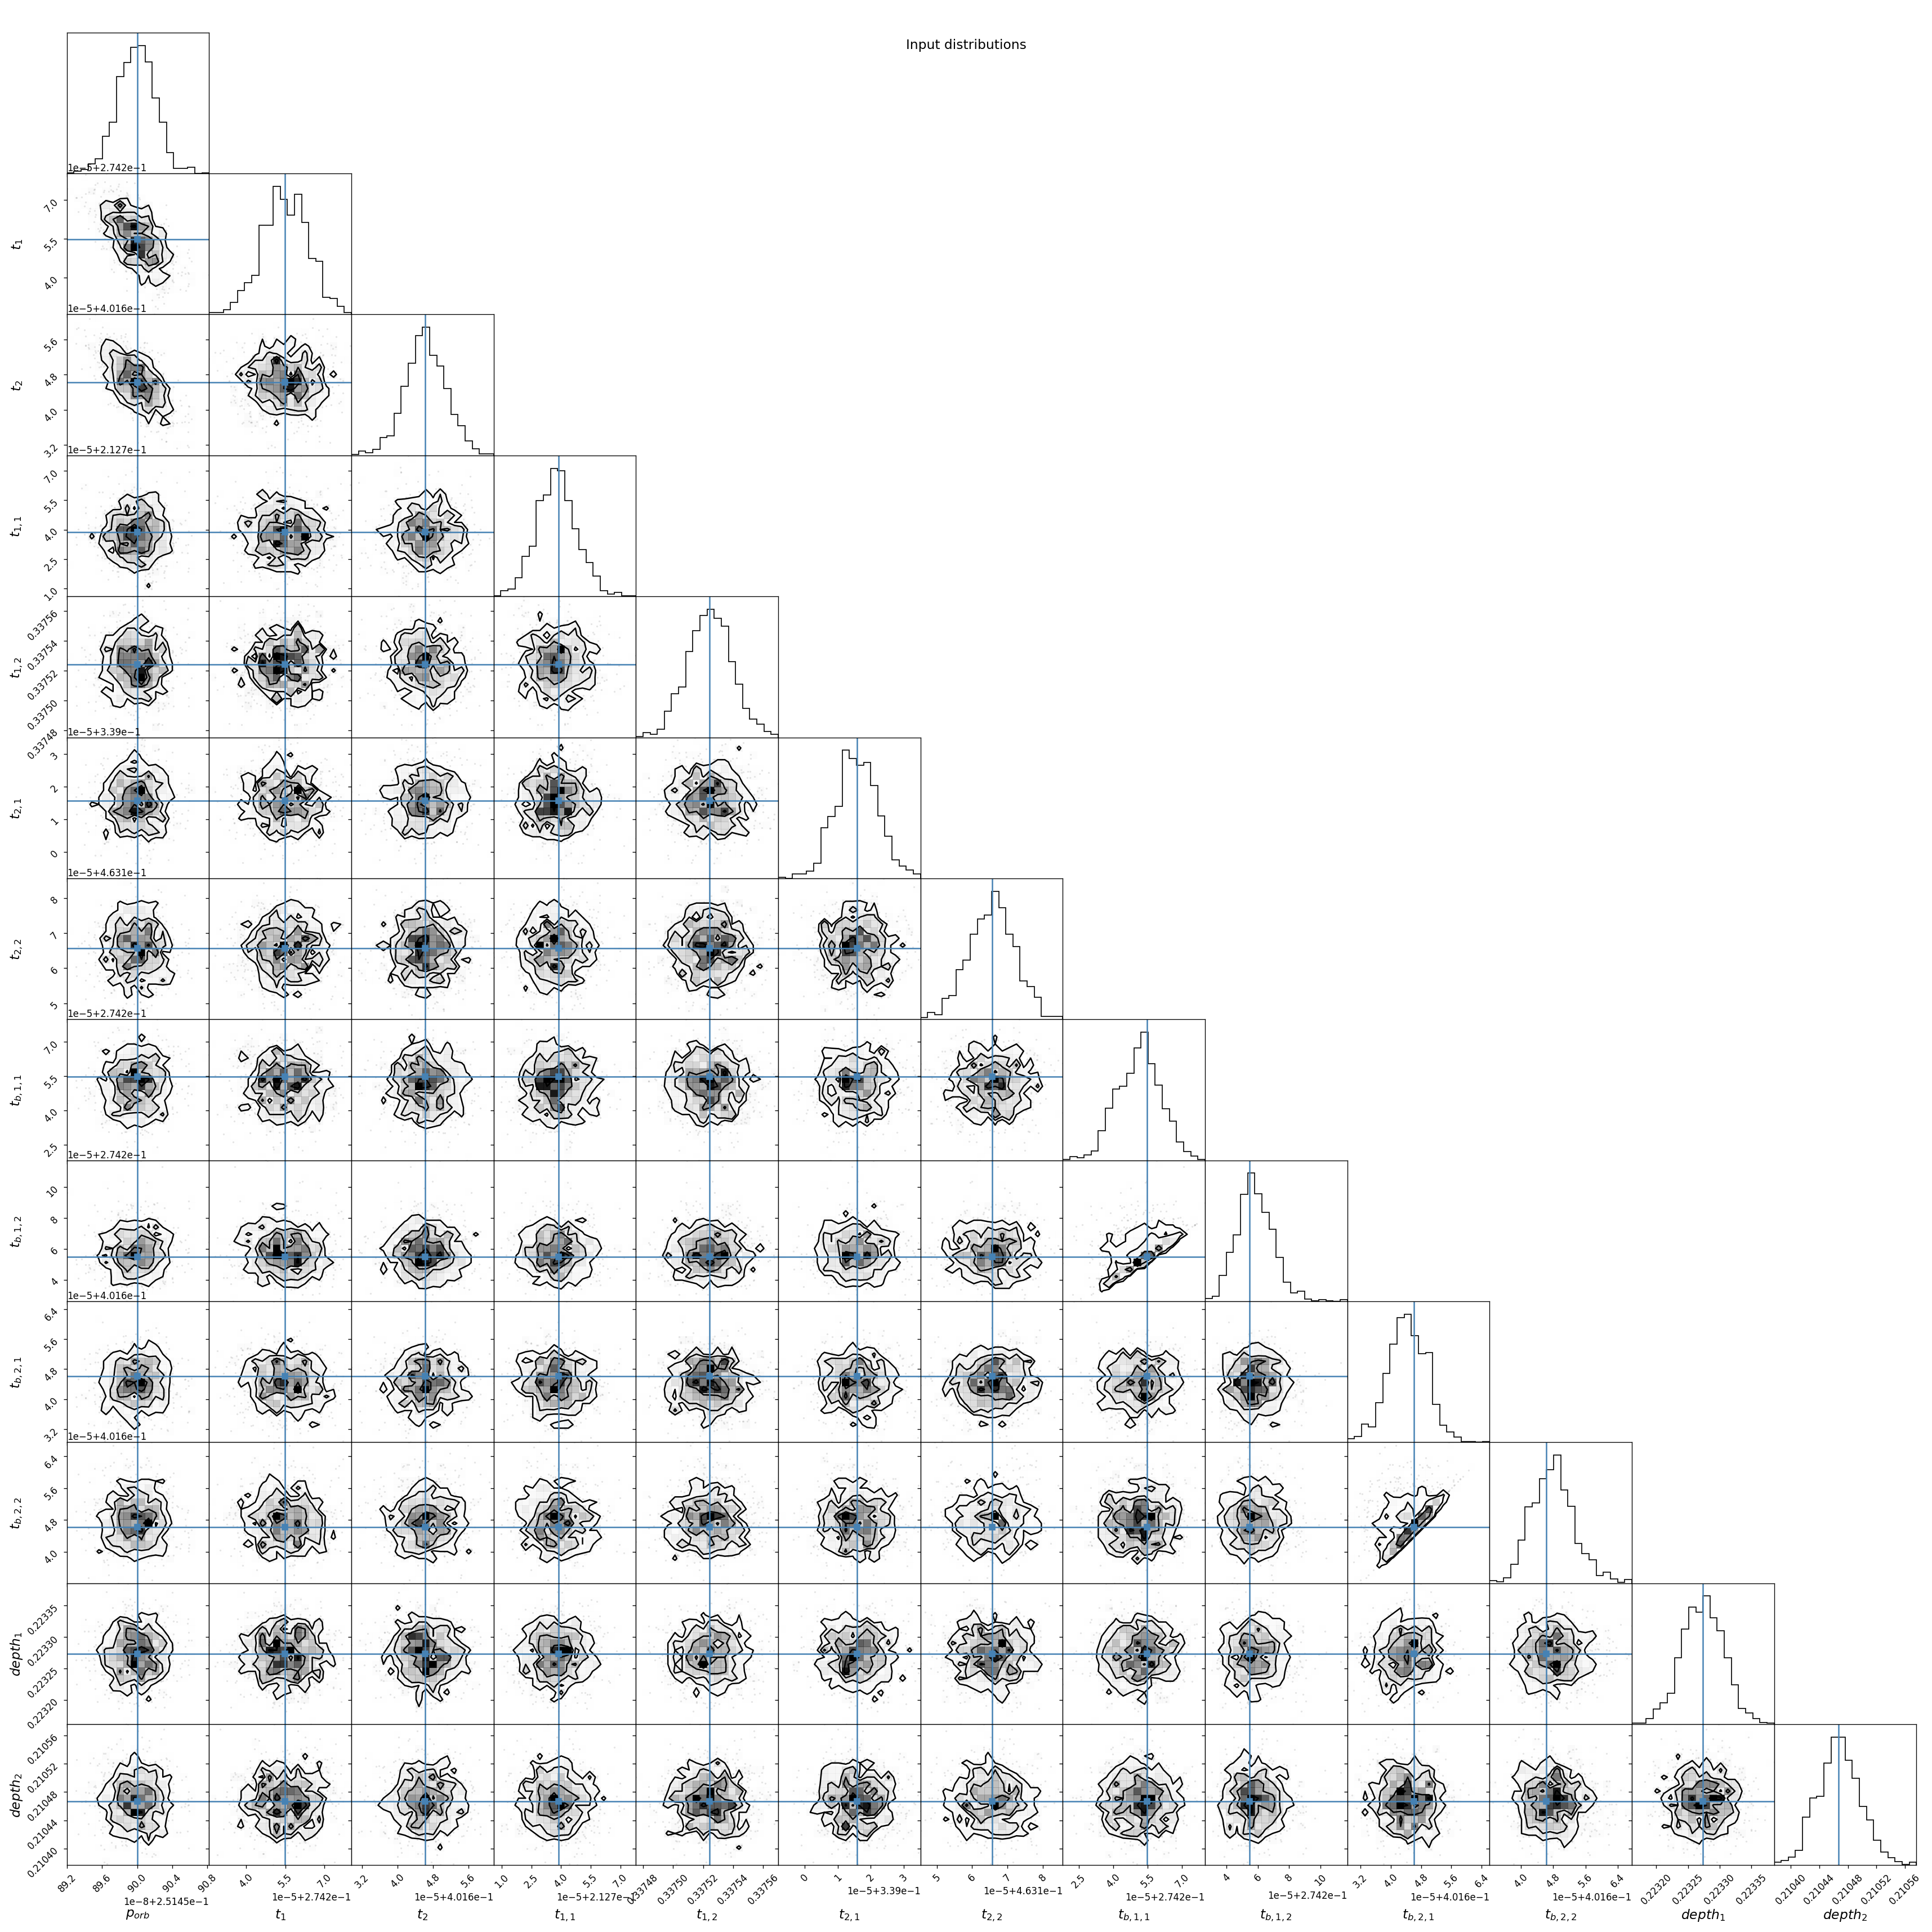 Input distributions
1e−5+2.742e−1
t1
7.0
5.5
4.0
1e−5+4.016e−1
t2
5.6
4.8
4.0
3.2
1e−5+2.127e−1
t1,1
7.0
5.5
4.0
2.5
1.0
t1,2
0.33756
0.33754
0.33752
0.33750
0.33748
1e−5+3.39e−1
t2,1
3
2
1
0
1e−5+4.631e−1
t2,2
8
7
6
5
1e−5+2.742e−1
tb,1,1
7.0
5.5
4.0
2.5
1e−5+2.742e−1
tb,1,2
10
8
6
4
1e−5+4.016e−1
tb,2,1
6.4
5.6
4.8
4.0
3.2
1e−5+4.016e−1
tb,2,2
6.4
5.6
4.8
4.0
depth1
0.22335
0.22330
0.22325
0.22320
depth2
0.21056
0.21052
0.21048
0.21044
0.21040
89.2 89.6 90.0 90.4 90.8 4.0 5.5 7.0 3.2 4.0 4.8 5.6 1.0 2.5 4.0 5.5 7.0 0.33748 0.33750 0.33752 0.33754 0.33756 0 1 2 3 5 6 7 8 2.5 4.0 5.5 7.0 4 6 8 10 3.2 4.0 4.8 5.6 6.4 4.0 4.8 5.6 6.4 0.22320 0.22325 0.22330 0.22335 0.21040 0.21044 0.21048 0.21052 0.21056
1e−8+2.5145e−1 1e−5+2.742e−1 1e−5+4.016e−1 1e−5+2.127e−1 1e−5+3.39e−1 1e−5+4.631e−1 1e−5+2.742e−1 1e−5+2.742e−1 1e−5+4.016e−1 1e−5+4.016e−1
porb t1 t2 t1,1 t1,2 t2,1 t2,2 tb,1,1 tb,1,2 tb,2,1 tb,2,2 depth1 depth2